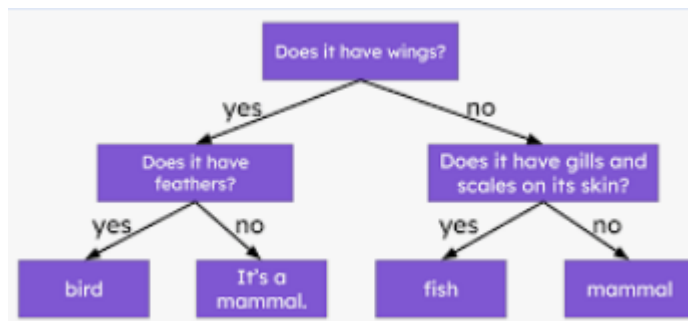 Does it have wings?
yes
no
Does it have
feathers?
Does it have gills and
scales on its skin?
yes
no
yes
no
bird
It's a
mammal.
fish
mammal